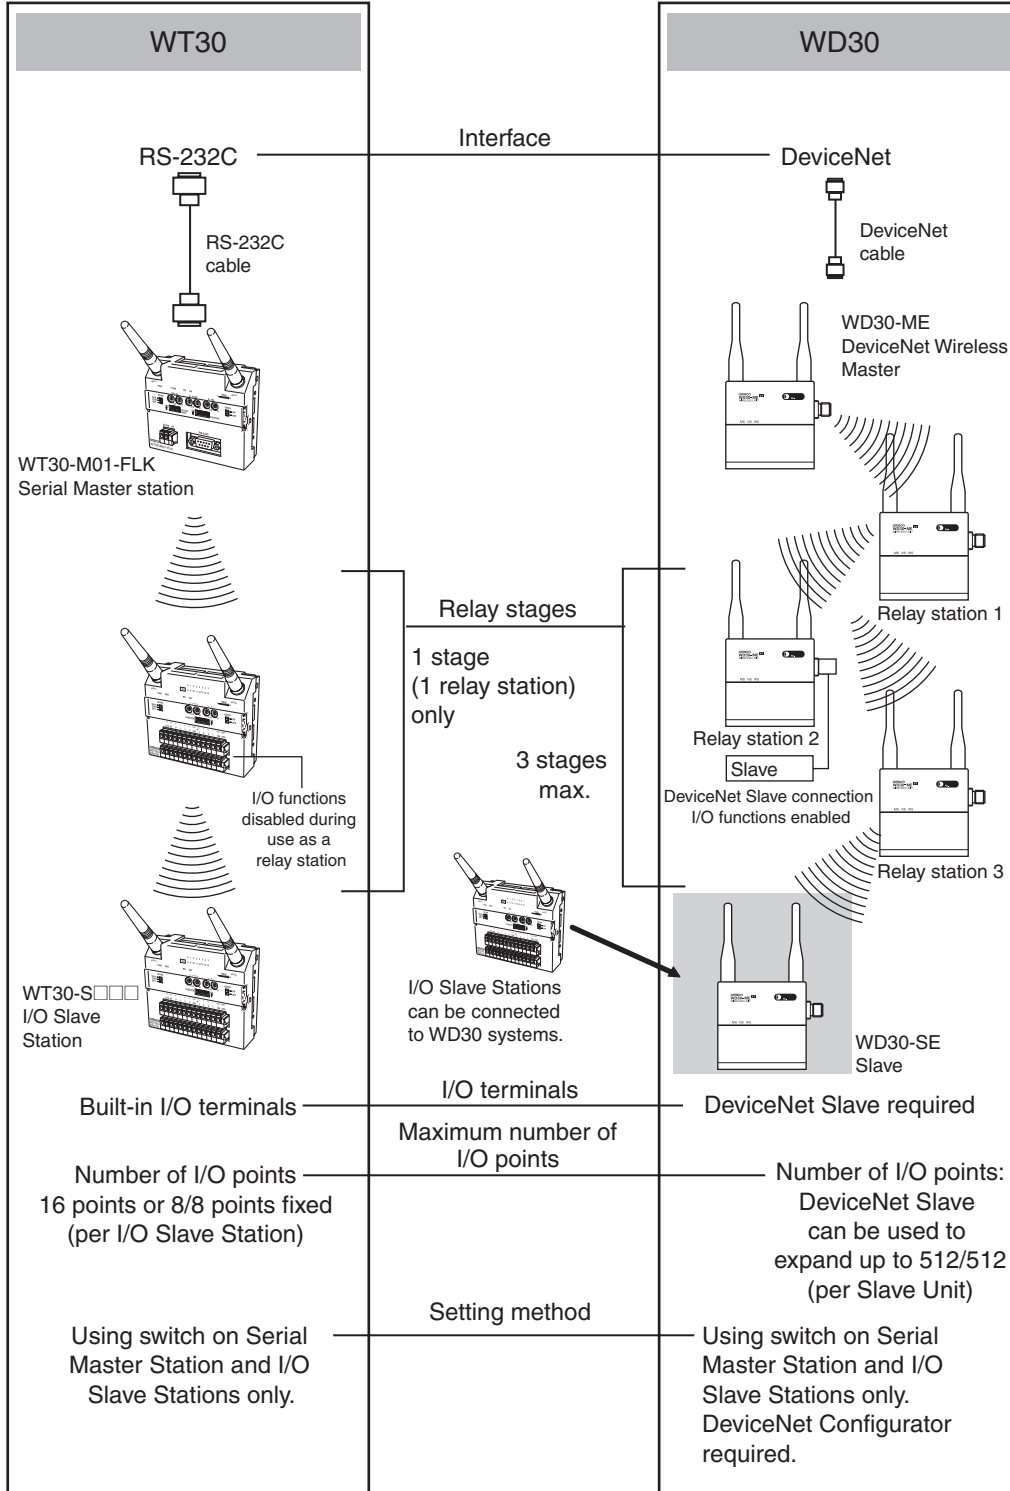 WT30
WD30
Interface
RS-232C
DeviceNet
RS-232C
cable
DeviceNet
cable
WD30-ME
DeviceNet Wireless
Master
WT30-M01-FLK
Serial Master station
Relay station 1
Relay stages
1 stage
(1 relay station)
only
3 stages
max.
Relay station 2
Slave
DeviceNet Slave connection
I/O functions enabled
I/O functions
disabled during
use as a
relay station
Relay station 3
WT30-S□□□
I/O Slave
Station
I/O Slave Stations
can be connected
to WD30 systems.
WD30-SE
Slave
I/O terminals
Built-in I/O terminals
DeviceNet Slave required
Maximum number of
I/O points
Number of I/O points
16 points or 8/8 points fixed
(per I/O Slave Station)
Number of I/O points:
DeviceNet Slave
can be used to
expand up to 512/512
(per Slave Unit)
Setting method
Using switch on Serial
Master Station and I/O
Slave Stations only.
Using switch on Serial
Master Station and I/O
Slave Stations only.
DeviceNet Configurator
required.